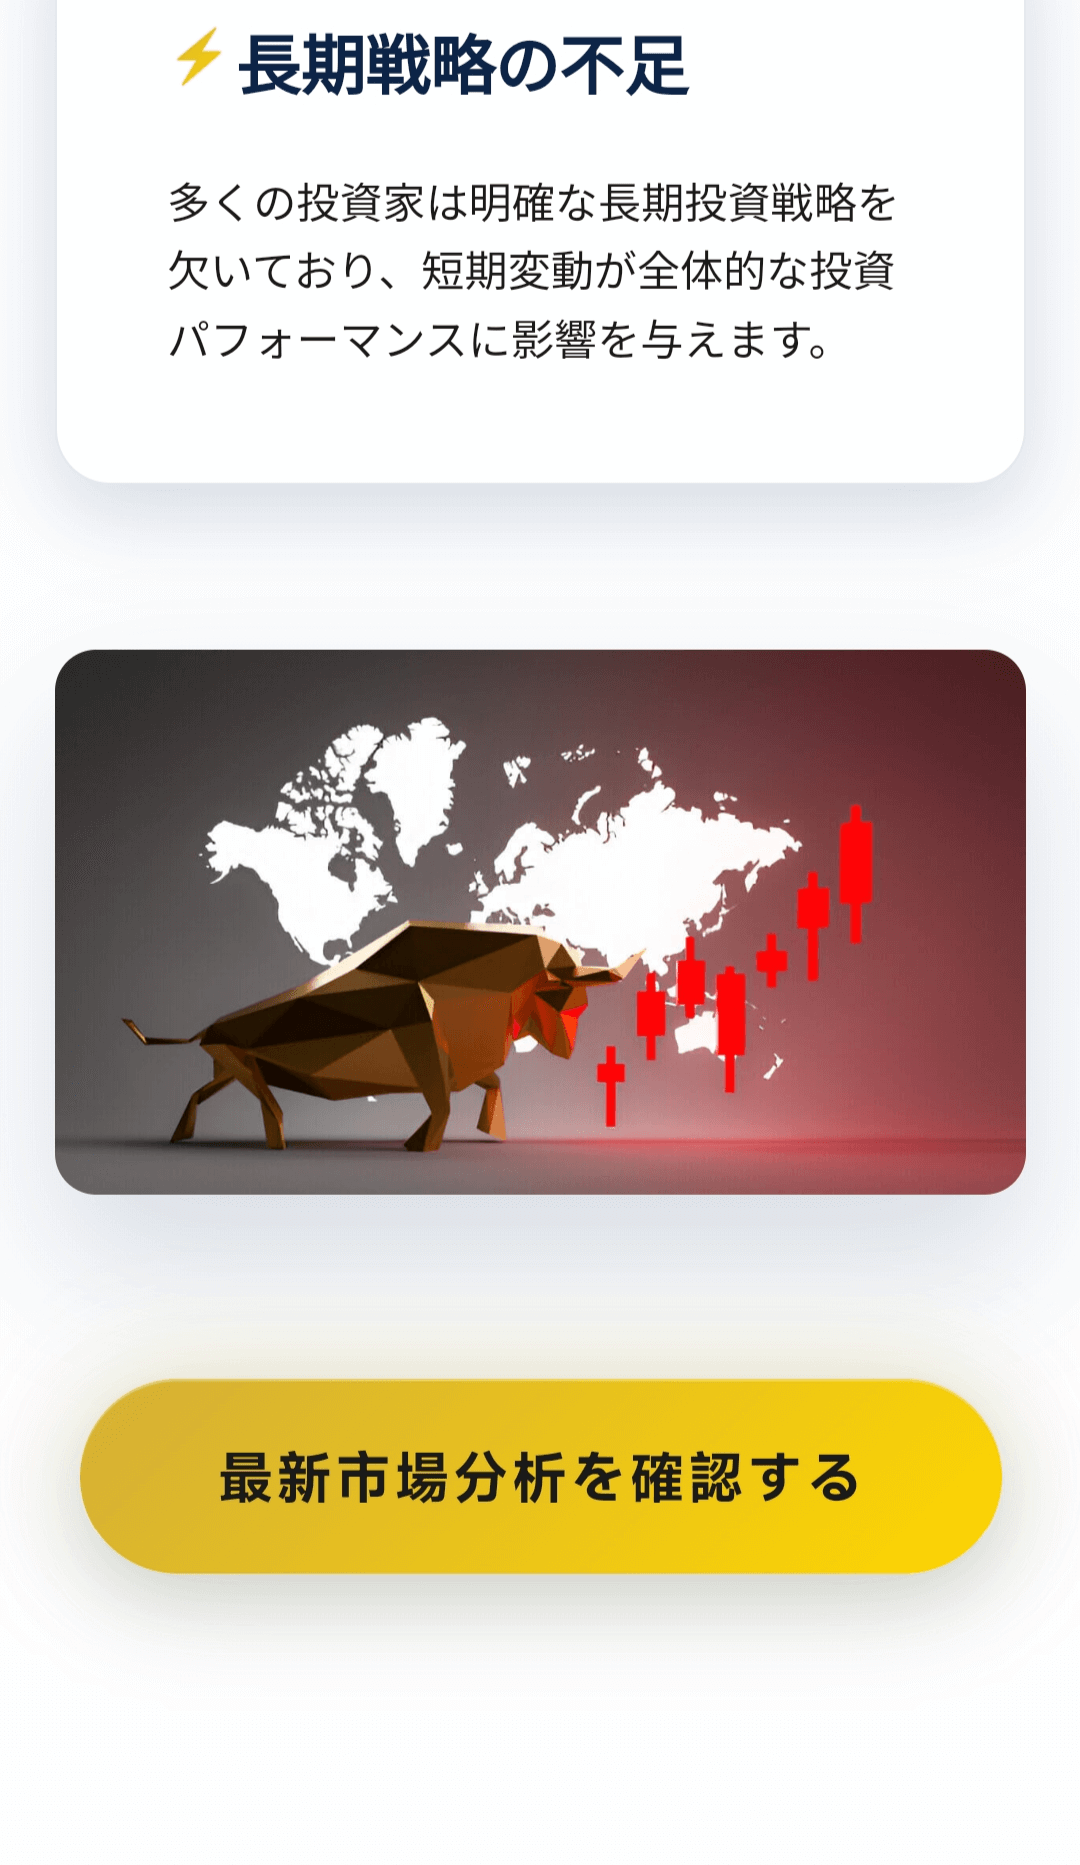 ⚡長期戦略の不足
多くの投資家は明確な長期投資戦略を
欠いており、短期変動が全体的な投資
パフォーマンスに影響を与えます。
最新市場分析を確認する